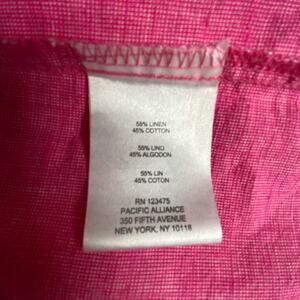 55% LINEN
45% COTTON
55% LINO
45% ALGODON
55% LIN
45% COTON
RN 123475
PACIFIC ALLIANCE
350 FIFTH AVENUE
NEW YORK, NY 10118